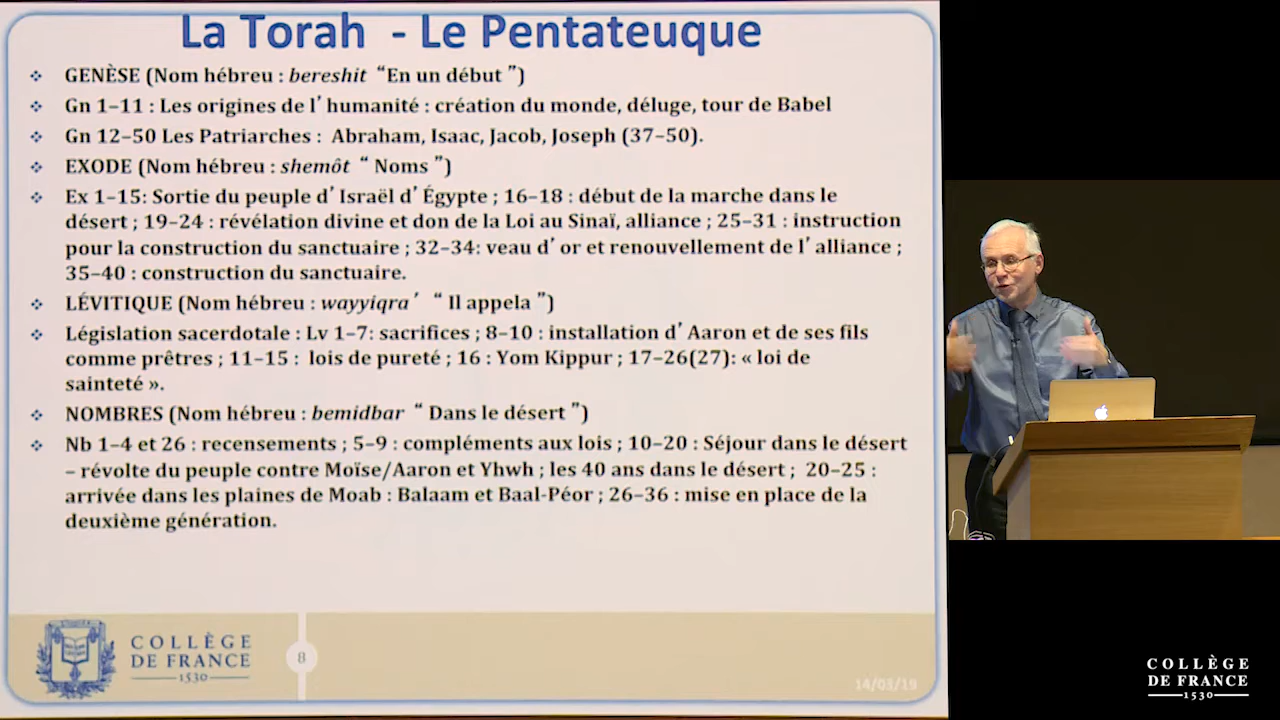 La Torah - Le Pentateuque
❖ GENÈSE (Nom hébreu : bereshit “En un début”)
❖ Gn 1–11 : Les origines de l’humanité : création du monde, déluge, tour de Babel
❖ Gn 12–50 Les Patriarches : Abraham, Isaac, Jacob, Joseph (37–50).
❖ EXODE (Nom hébreu : shemôt “ Noms ”)
❖ Ex 1–15: Sortie du peuple d’Israël d’Égypte ; 16–18 : début de la marche dans le
désert ; 19–24 : révélation divine et don de la Loi au Sinaï, alliance ; 25–31 : instruction
pour la construction du sanctuaire ; 32–34: veau d’or et renouvellement de l’alliance ;
35–40 : construction du sanctuaire.
❖ LÉVITIQUE (Nom hébreu : wayyiqra’ “ Il appela ”)
❖ Législation sacerdotale : Lv 1–7: sacrifices ; 8–10 : installation d’Aaron et de ses fils
comme prêtres ; 11–15 : lois de pureté ; 16 : Yom Kippur ; 17–26(27): « loi de
sainteté ».
❖ NOMBRES (Nom hébreu : bemidbar “ Dans le désert ”)
❖ Nb 1–4 et 26 : recensements ; 5–9 : compléments aux lois ; 10–20 : Séjour dans le désert
– révolte du peuple contre Moïse/Aaron et Yhwh ; les 40 ans dans le désert ; 20–25 :
arrivée dans les plaines de Moab : Balaam et Baal-Péor ; 26–36 : mise en place de la
deuxième génération.
COLLÈGE
DE FRANCE
1530
8
14/03/19
COLLÈGE
DE FRANCE
1530